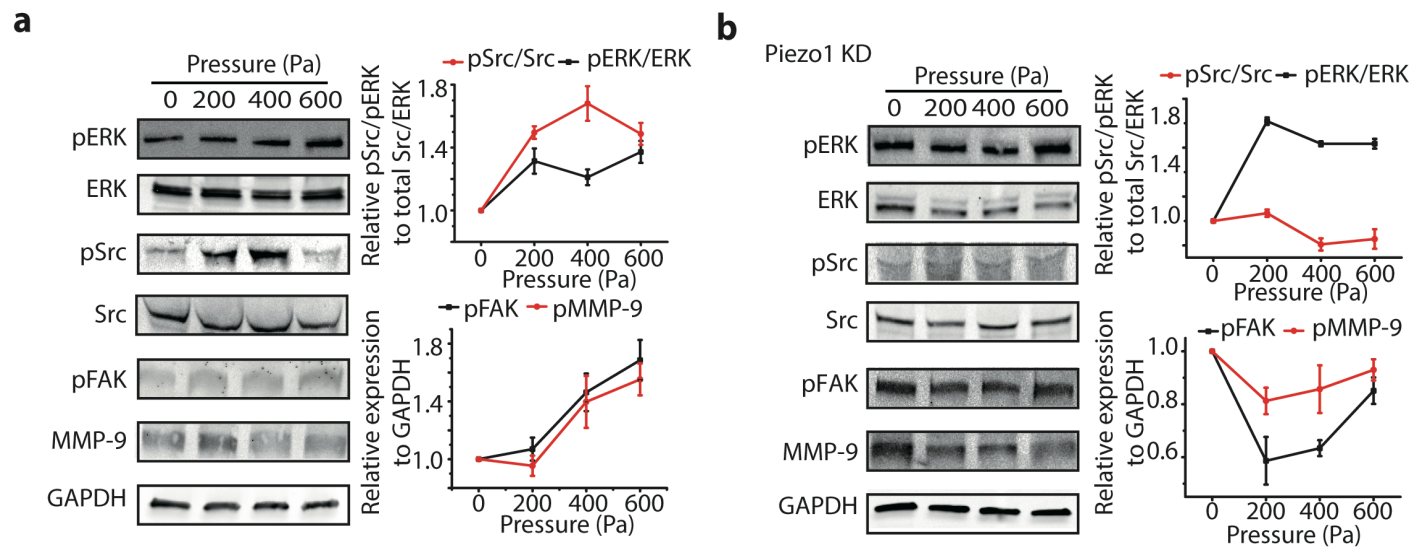 a
Pressure (Pa)
0 200 400 600
pERK
ERK
pSrc
Src
pFAK
MMP-9
GAPDH
pSrc/Src pERK/ERK
Relative pSrc/pERK
to total Src/ERK
1.8
1.4
1.0
0 200 400 600
Pressure (Pa)
pFAK pMMP-9
Relative expression
to GAPDH
1.8
1.4
1.0
0 200 400 600
Pressure (Pa)
b
Piezo1 KD
Pressure (Pa)
0 200 400 600
pERK
ERK
pSrc
Src
pFAK
MMP-9
GAPDH
pSrc/Src pERK/ERK
Relative pSrc/pERK
to total Src/ERK
1.8
1.4
1.0
0 200 400 600
Pressure (Pa)
pFAK pMMP-9
Relative expression
to GAPDH
1.0
0.8
0.6
0 200 400 600
Pressure (Pa)